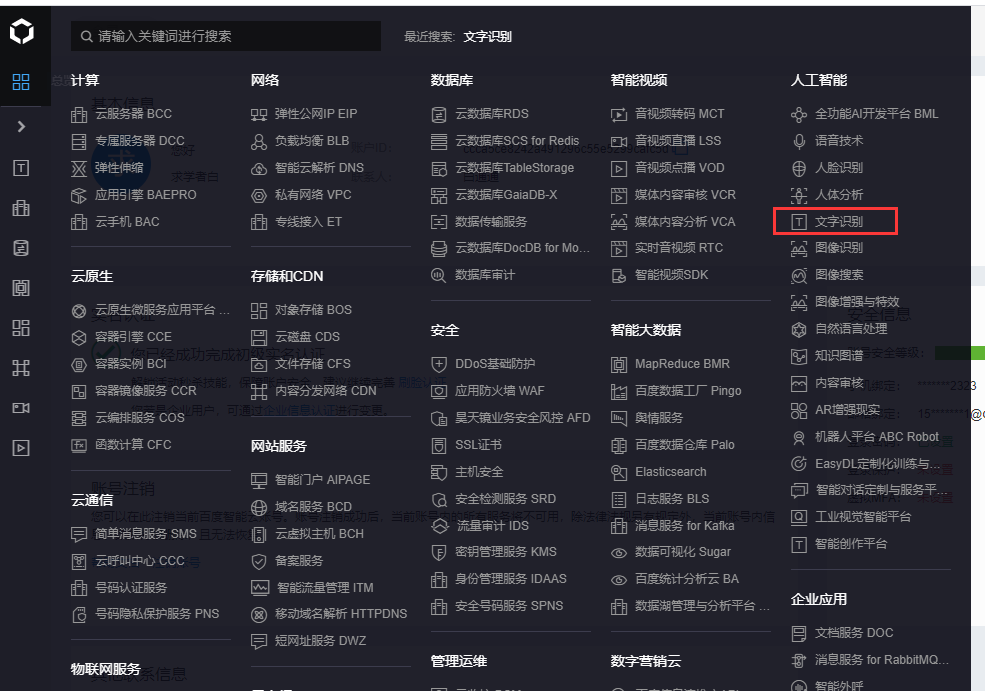 请输入关键词进行搜索
最近搜索: 文字识别
计算
云服务器 BCC
专属服务器 DCC
弹性伸缩
应用引擎 BAEPRO
云手机 BAC
云原生
云原生微服务应用平台 ...
容器引擎 CCE
容器实例 BCI
容器镜像服务 CCR
云编排服务 COS
函数计算 CFC
云通信
简单消息服务 SMS
云呼叫中心 CCC
号码认证服务
号码隐私保护服务 PNS
物联网服务
网络
弹性公网IP EIP
负载均衡 BLB
智能云解析 DNS
私有网络 VPC
专线接入 ET
存储和CDN
对象存储 BOS
云磁盘 CDS
文件存储 CFS
内容分发网络 CDN
网站服务
智能门户 AIPAGE
域名服务 BCD
云虚拟主机 BCH
备案服务
智能流量管理 ITM
移动域名解析 HTTPDNS
短网址服务 DWZ
数据库
云数据库RDS
云数据库SCS for Redis
云数据库TableStorage
云数据库GaiaDB-X
数据传输服务
云数据库DocDB for Mo...
数据库审计
安全
DDoS基础防护
应用防火墙 WAF
昊天镜业务安全风控 AFD
SSL证书
主机安全
安全检测服务 SRD
流量审计 IDS
密钥管理服务 KMS
身份管理服务 IDAAS
安全号码服务 SPNS
管理运维
智能视频
音视频转码 MCT
音视频直播 LSS
音视频点播 VOD
媒体内容审核 VCR
媒体内容分析 VCA
实时音视频 RTC
智能视频SDK
智能大数据
MapReduce BMR
百度数据工厂 Pingo
舆情服务
百度数据仓库 Palo
Elasticsearch
日志服务 BLS
消息服务 for Kafka
数据可视化 Sugar
百度统计分析云 BA
数据湖管理与分析平台 ...
数字营销云
人工智能
全功能AI开发平台 BML
语音技术
人脸识别
人体分析
文字识别
图像识别
图像搜索
图像增强与特效
自然语言处理
知识图谱
内容审核
AR增强现实
机器人平台 ABC Robot
EasyDL定制化训练与...
智能对话定制与服务平...
工业视觉智能平台
智能创作平台
企业应用
文档服务 DOC
消息服务 for RabbitMQ...
智能外呼
基本信息
您好
账户ID:
安全信息
账号注销
*******2323